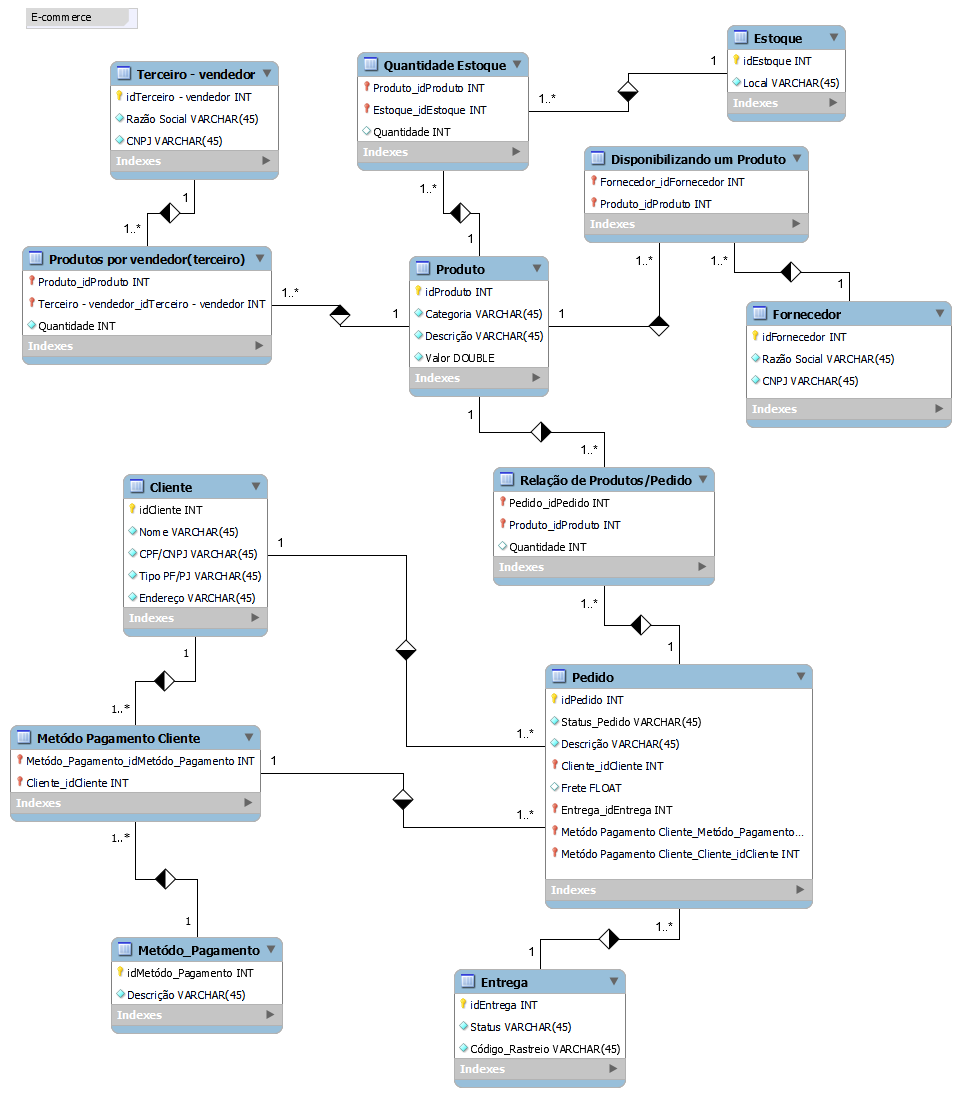 E-commerce
Terceiro - vendedor
idTerceiro - vendedor INT
Razão Social VARCHAR(45)
CNPJ VARCHAR(45)
Indexes
Quantidade Estoque
Produto_idProduto INT
Estoque_idEstoque INT
Quantidade INT
Indexes
Estoque
idEstoque INT
Local VARCHAR(45)
Indexes
1
1..*
Disponibilizando um Produto
Fornecedor_idFornecedor INT
Produto_idProduto INT
Indexes
1
1..*
1..*
1
1..*
1..*
1
Produtos por vendedor(terceiro)
Produto_idProduto INT
Terceiro - vendedor_idTerceiro - vendedor INT
Quantidade INT
Indexes
1..*
1
Produto
idProduto INT
Categoria VARCHAR(45)
Descrição VARCHAR(45)
Valor DOUBLE
Indexes
1
Fornecedor
idFornecedor INT
Razão Social VARCHAR(45)
CNPJ VARCHAR(45)
Indexes
1
1..*
Relação de Produtos/Pedido
Pedido_idPedido INT
Produto_idProduto INT
Quantidade INT
Indexes
Cliente
idCliente INT
Nome VARCHAR(45)
CPF/CNPJ VARCHAR(45)
Tipo PF/PJ VARCHAR(45)
Endereço VARCHAR(45)
Indexes
1
1..*
1
1
1..*
1..*
Pedido
idPedido INT
Status_Pedido VARCHAR(45)
Descrição VARCHAR(45)
Cliente_idCliente INT
Frete FLOAT
Entrega_idEntrega INT
Metódo Pagamento Cliente_Metódo_Pagamento...
Metódo Pagamento Cliente_Cliente_idCliente INT
Indexes
Metódo Pagamento Cliente
Metódo_Pagamento_idMetódo_Pagamento INT
Cliente_idCliente INT
Indexes
1
1..*
1..*
1
Metódo_Pagamento
idMetódo_Pagamento INT
Descrição VARCHAR(45)
Indexes
1..*
1
Entrega
idEntrega INT
Status VARCHAR(45)
Código_Rastreio VARCHAR(45)
Indexes